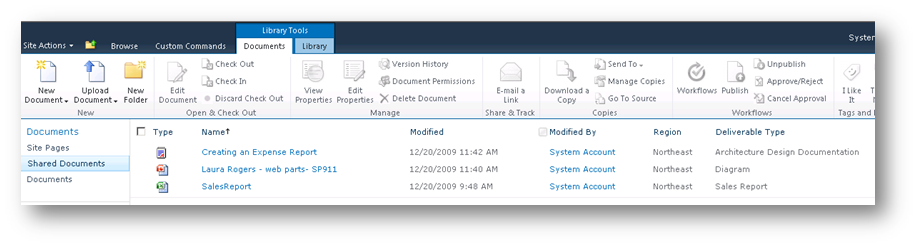 Library Tools
Site Actions Browse Custom Commands Documents Library System
New Document Upload Document New Folder Edit Document Check Out Check In Discard Check Out View Properties Edit Properties Version History Document Permissions Delete Document E-mail a Link Download a Copy Send To Manage Copies Go To Source Workflows Publish Unpublish Approve/Reject Cancel Approval I Like It
New Open & Check Out Manage Share & Track Copies Workflows Tags and
Documents Type Name Modified Modified By Region Deliverable Type
Site Pages Creating an Expense Report 12/20/2009 11:42 AM System Account Northeast Architecture Design Documentation
Shared Documents Laura Rogers - web parts- SP911 12/20/2009 11:40 AM System Account Northeast Diagram
Documents SalesReport 12/20/2009 9:48 AM System Account Northeast Sales Report